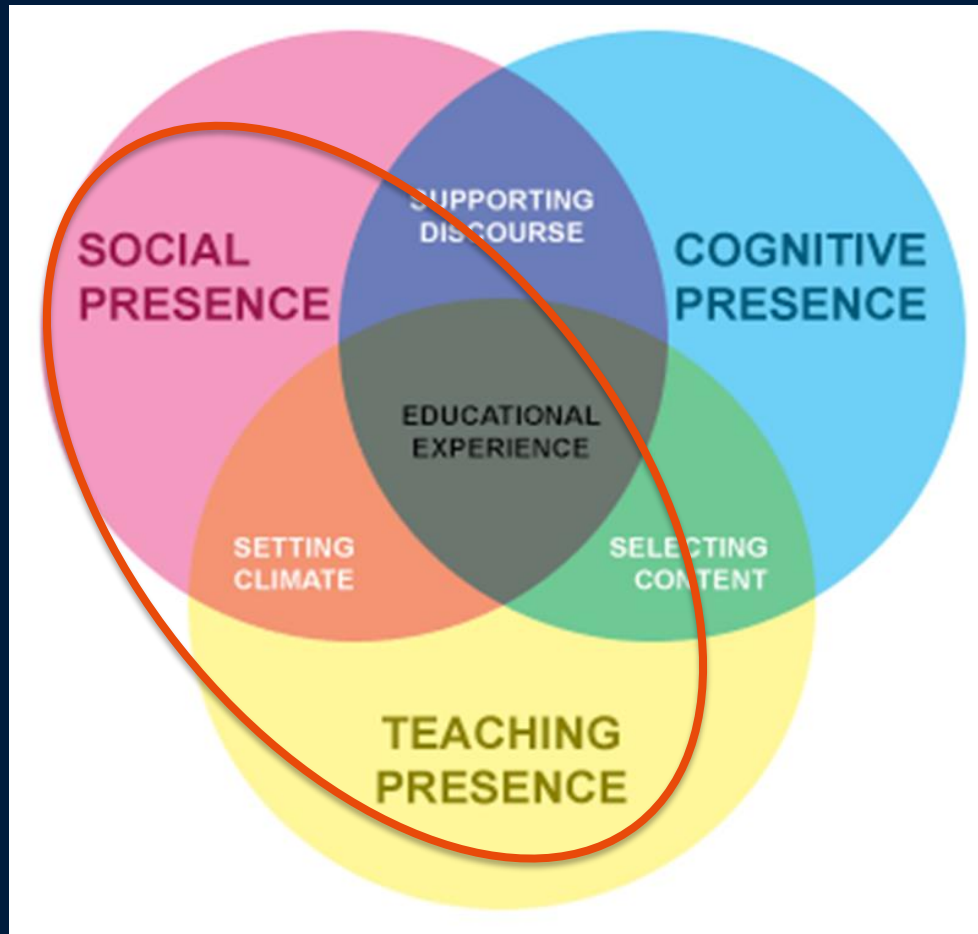 SUPPORTING
DISCOURSE
SOCIAL
PRESENCE
COGNITIVE
PRESENCE
EDUCATIONAL
EXPERIENCE
SETTING
CLIMATE
SELECTING
CONTENT
TEACHING
PRESENCE